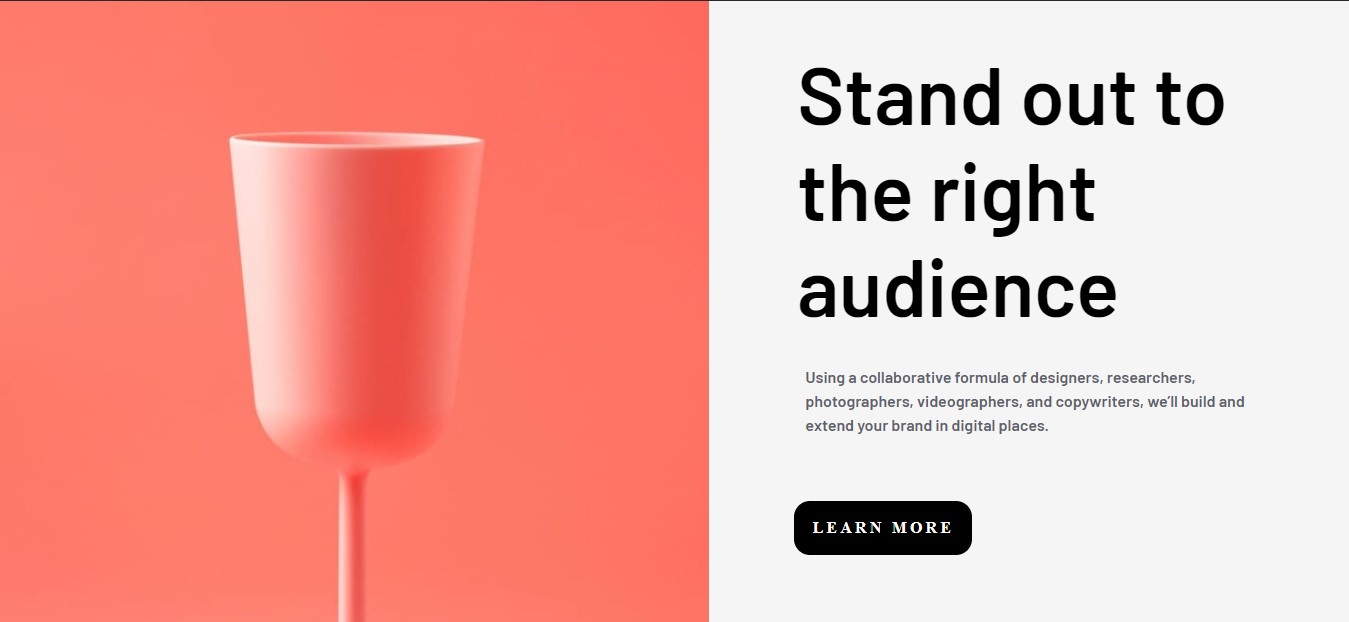 Stand out to
the right
audience
Using a collaborative formula of designers, researchers,
photographers, videographers, and copywriters, we’ll build and
extend your brand in digital places.
LEARN MORE